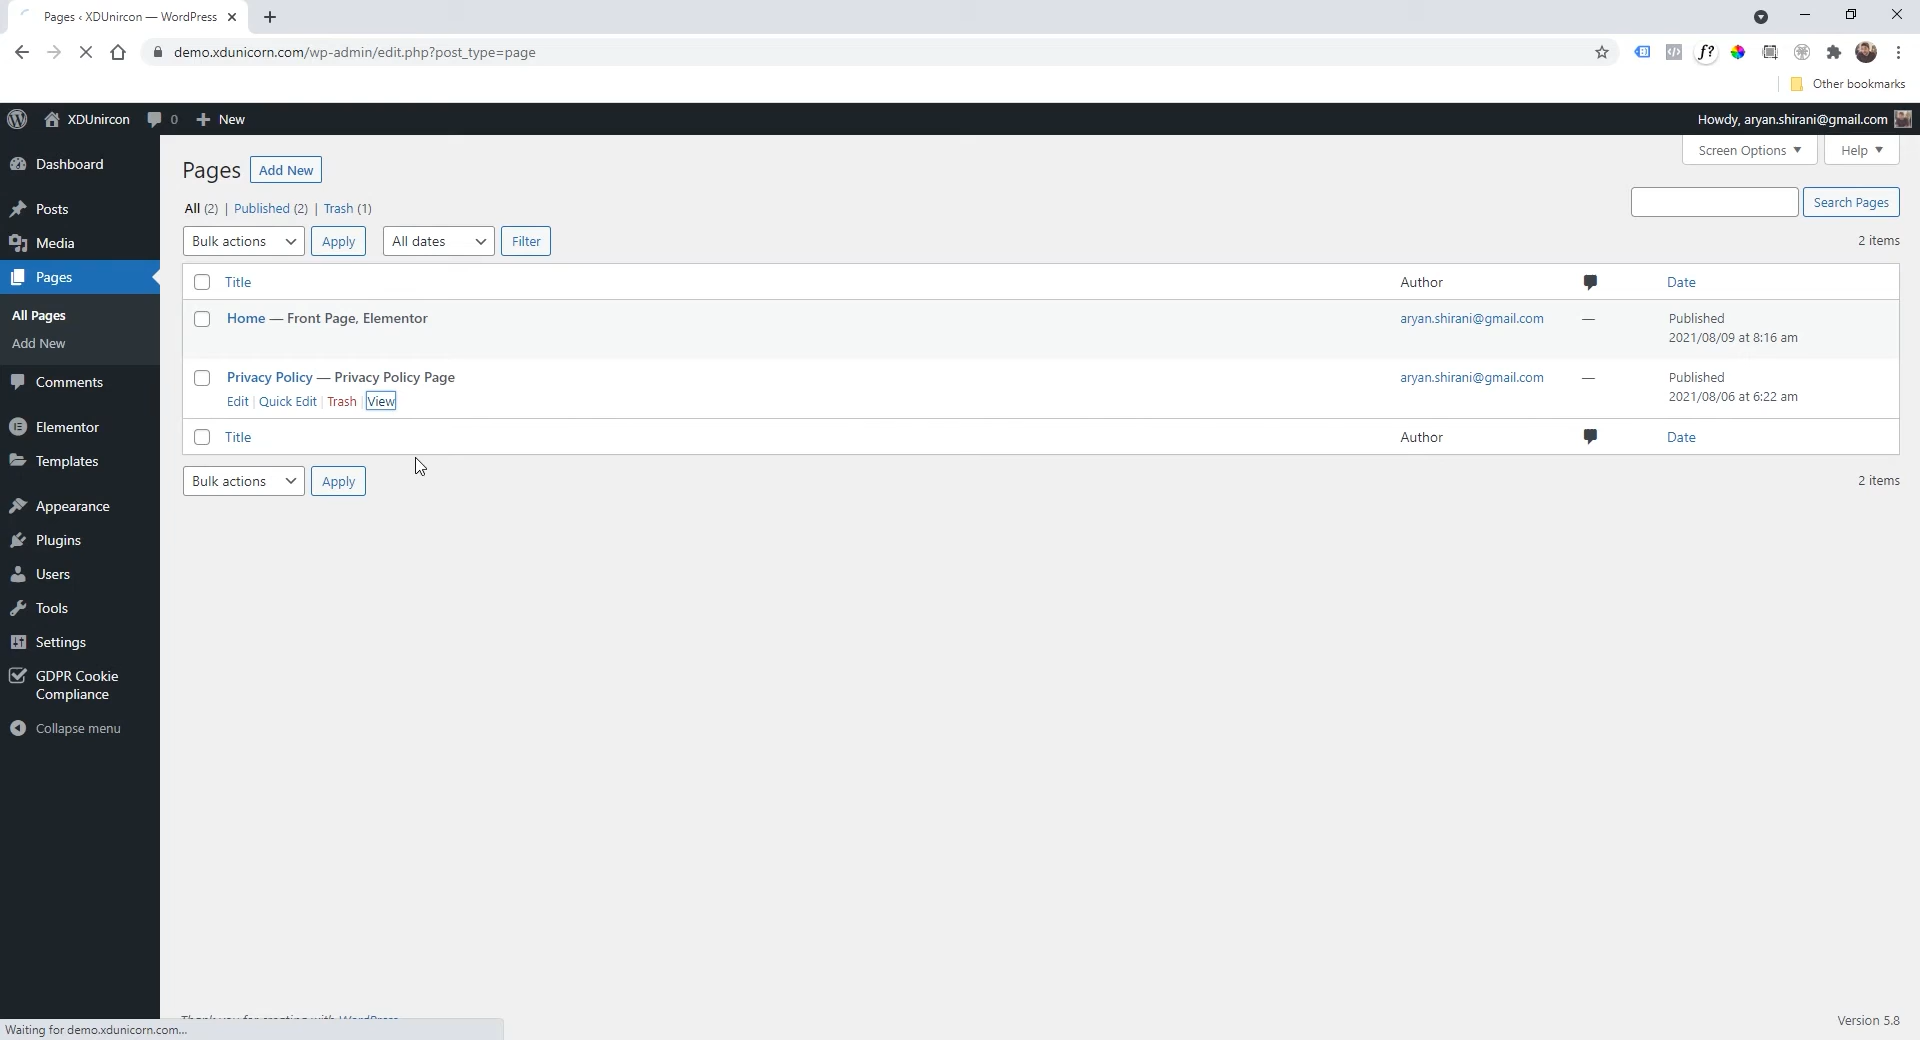 Pages ‹ XDUnircon — WordPress
demo.xdunicorn.com/wp-admin/edit.php?post_type=page
f?
Other bookmarks
XDUnircon 0 New Howdy, aryan.shirani@gmail.com
Dashboard
Posts
Media
Pages
All Pages
Add New
Comments
Elementor
Templates
Appearance
Plugins
Users
Tools
Settings
GDPR Cookie
Compliance
Collapse menu
Screen Options Help
Pages Add New
All (2) | Published (2) | Trash (1)
Search Pages
Bulk actions Apply All dates Filter 2 items
Title Author Date
Home — Front Page, Elementor aryan.shirani@gmail.com — Published
2021/08/09 at 8:16 am
Privacy Policy — Privacy Policy Page aryan.shirani@gmail.com — Published
Edit | Quick Edit | Trash | View 2021/08/06 at 6:22 am
Title Author Date
Bulk actions Apply 2 items
Thank you for creating with WordPress.
Version 5.8
Waiting for demo.xdunicorn.com...